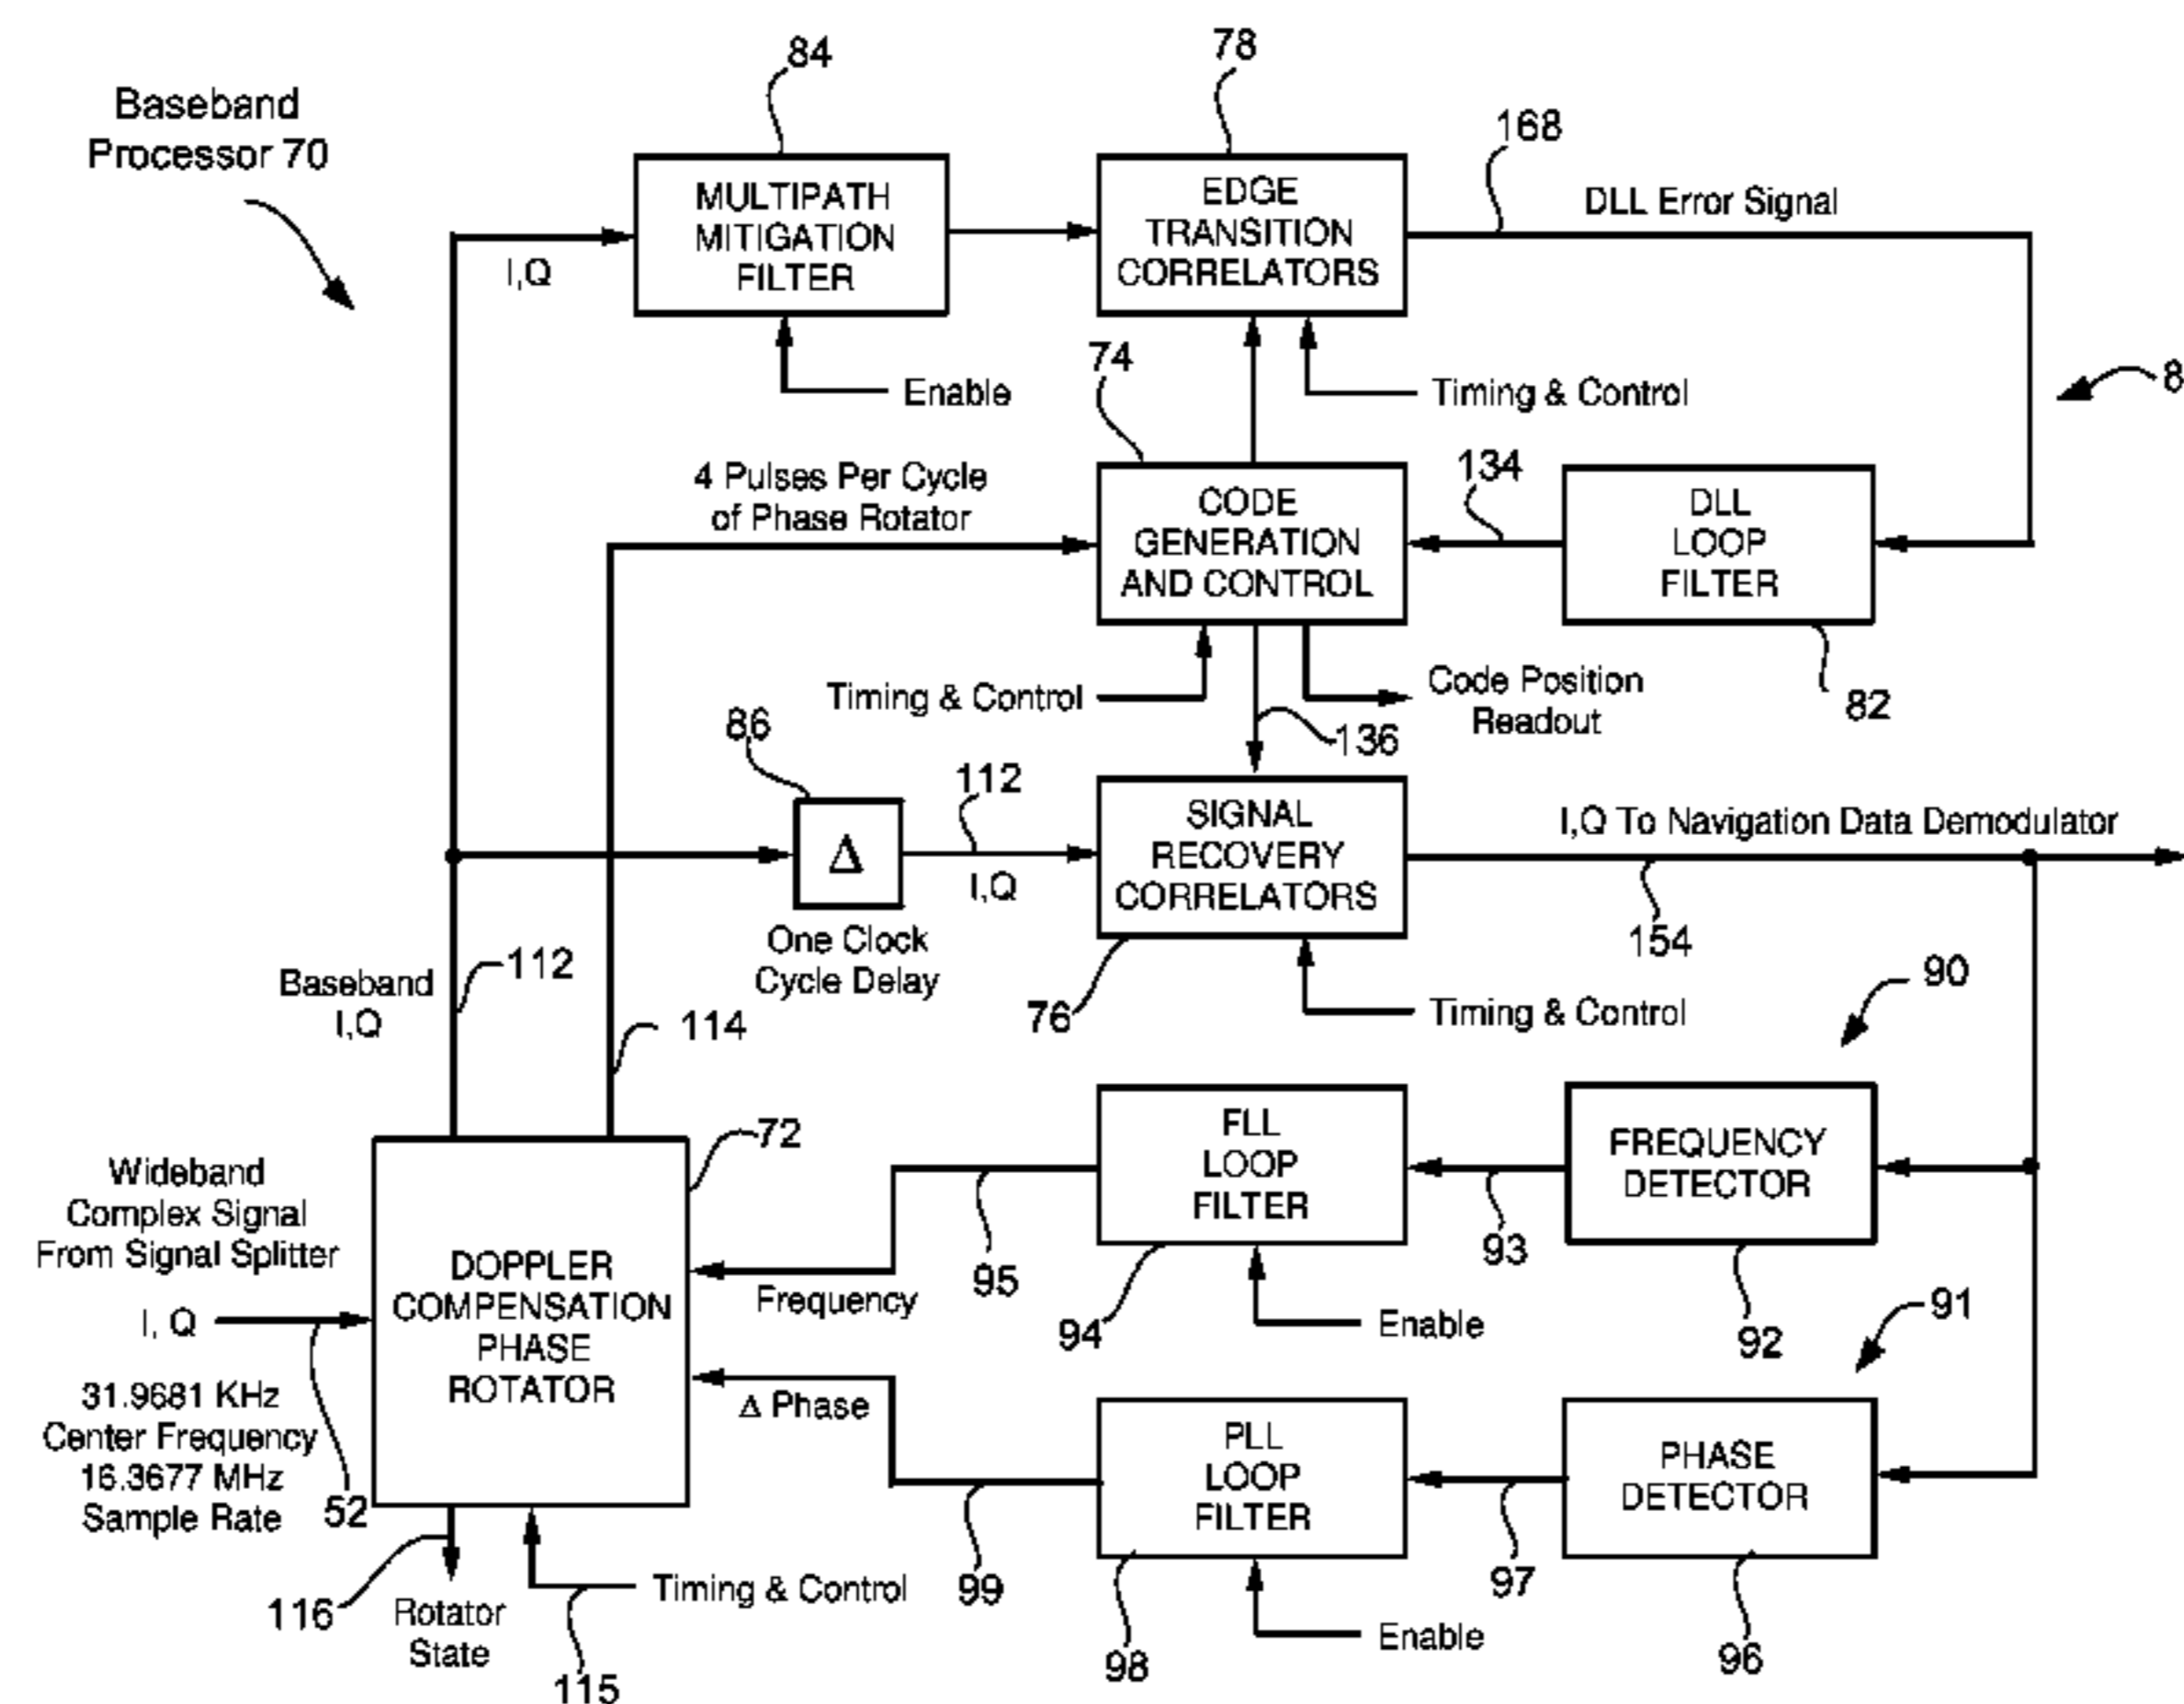 84
78
Baseband
Processor 70
168
MULTIPATH
MITIGATION
FILTER
EDGE
TRANSITION
CORRELATORS
DLL Error Signal
I,Q
74
8
Enable
Timing & Control
4 Pulses Per Cycle
of Phase Rotator
134
CODE
GENERATION
AND CONTROL
DLL
LOOP
FILTER
Timing & Control
Code Position
Readout
82
86
136
112
SIGNAL
RECOVERY
CORRELATORS
I,Q To Navigation Data Demodulator
Δ
I,Q
One Clock
Cycle Delay
154
Baseband
I,Q
112
76
Timing & Control
90
114
72
FLL
LOOP
FILTER
FREQUENCY
DETECTOR
Wideband
Complex Signal
From Signal Splitter
93
95
DOPPLER
COMPENSATION
PHASE
ROTATOR
Frequency
I, Q
94
Enable
92
91
31.9681 KHz
Center Frequency
16.3677 MHz
Sample Rate
52
Δ Phase
PLL
LOOP
FILTER
PHASE
DETECTOR
99
97
116
Rotator
State
Timing & Control
115
98
Enable
96